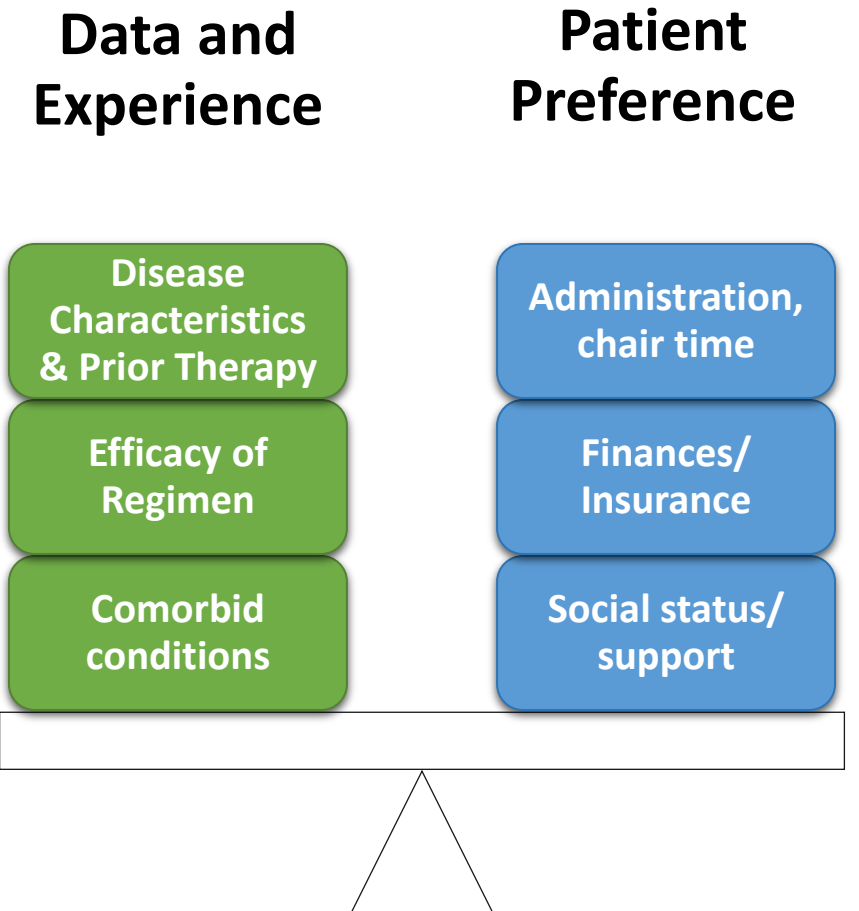 Data and
Experience
Patient
Preference
Disease
Characteristics
& Prior Therapy
Efficacy of
Regimen
Comorbid
conditions
Administration,
chair time
Finances/
Insurance
Social status/
support